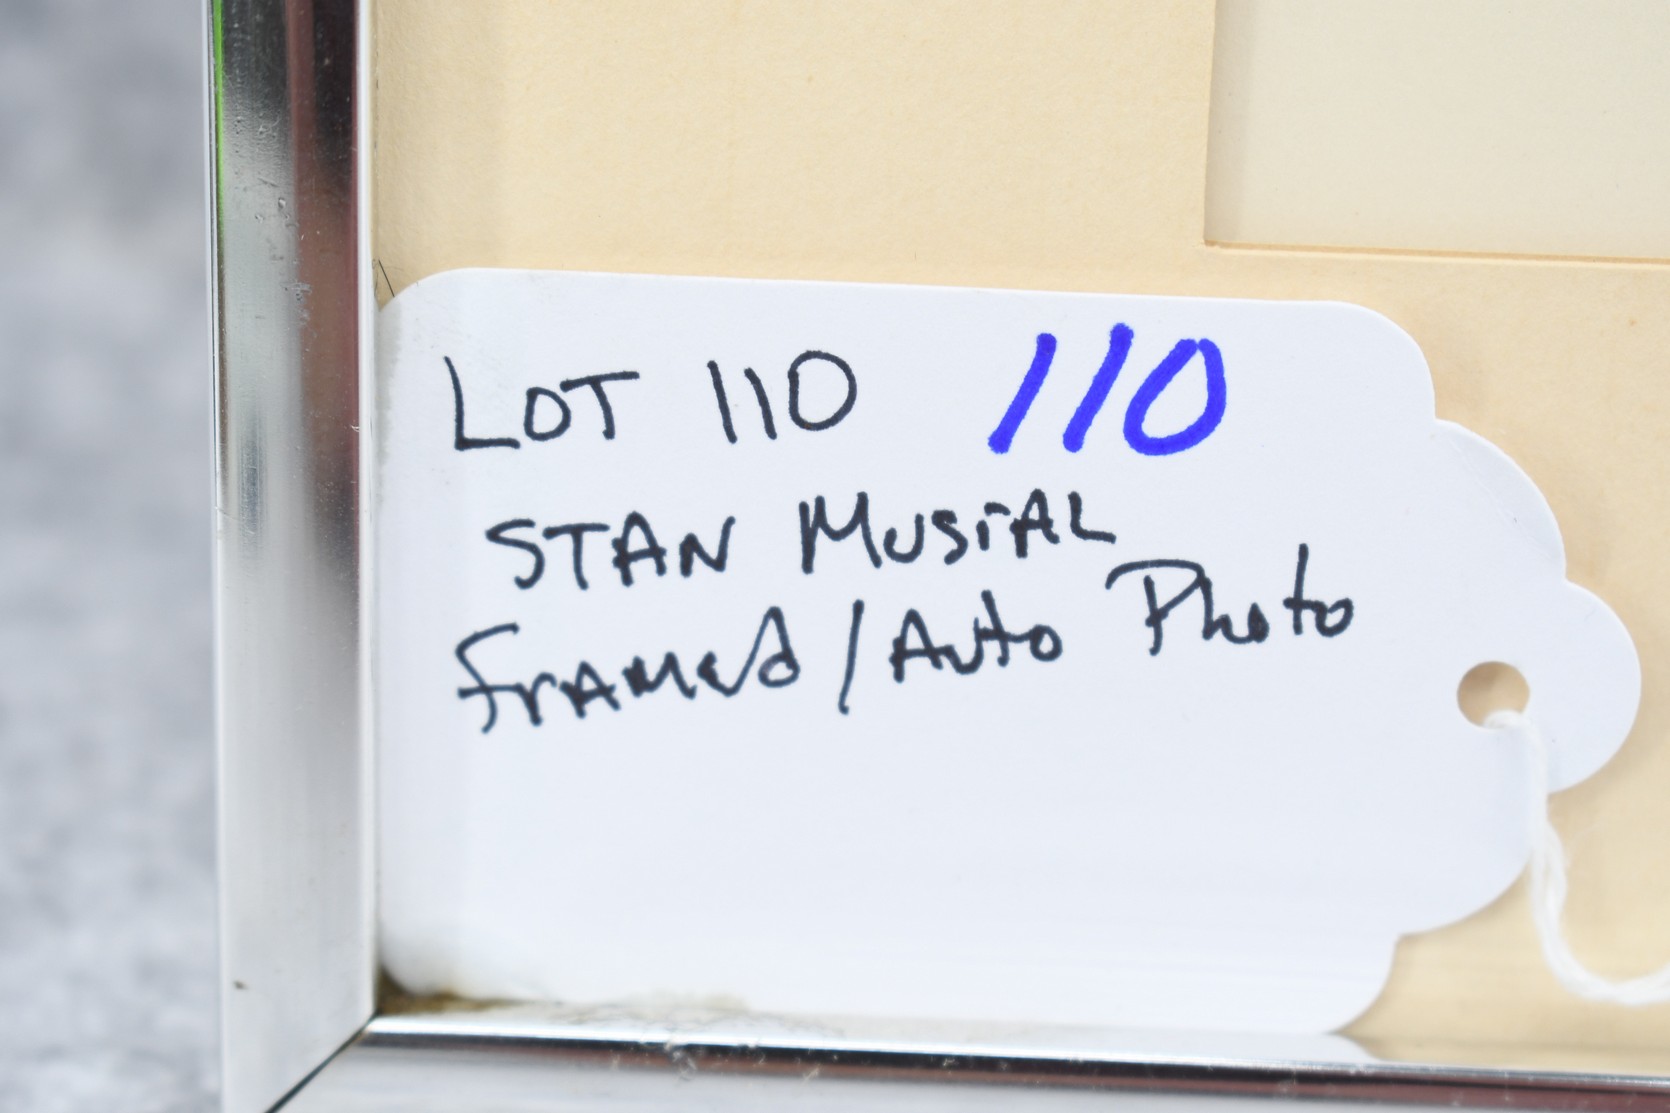 LOT 110 110
STAN MUSIAL
framed / Auto Photo